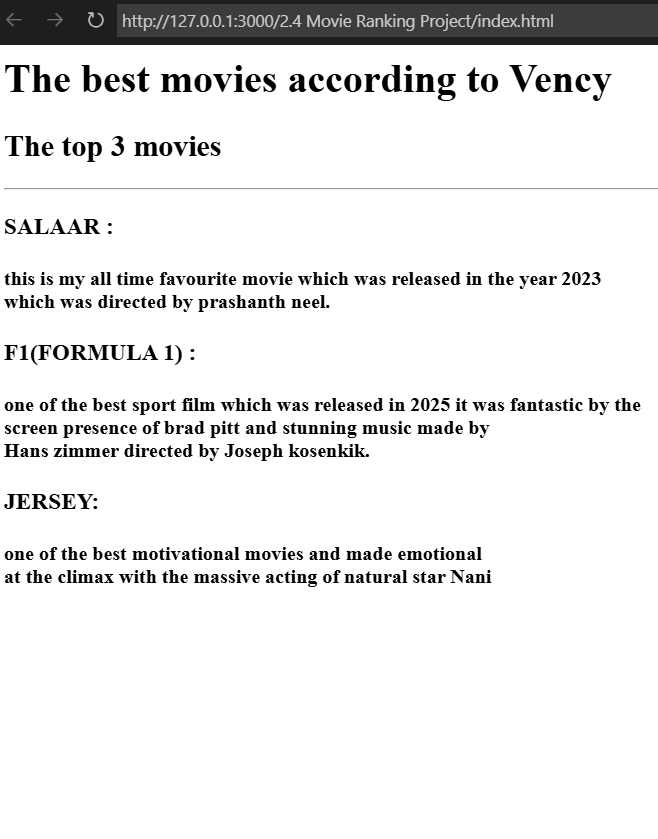 http://127.0.0.1:3000/2.4 Movie Ranking Project/index.html
The best movies according to Vency
The top 3 movies
SALAAR :
this is my all time favourite movie which was released in the year 2023
which was directed by prashanth neel.
F1(FORMULA 1) :
one of the best sport film which was released in 2025 it was fantastic by the
screen presence of brad pitt and stunning music made by
Hans zimmer directed by Joseph kosenkik.
JERSEY:
one of the best motivational movies and made emotional
at the climax with the massive acting of natural star Nani